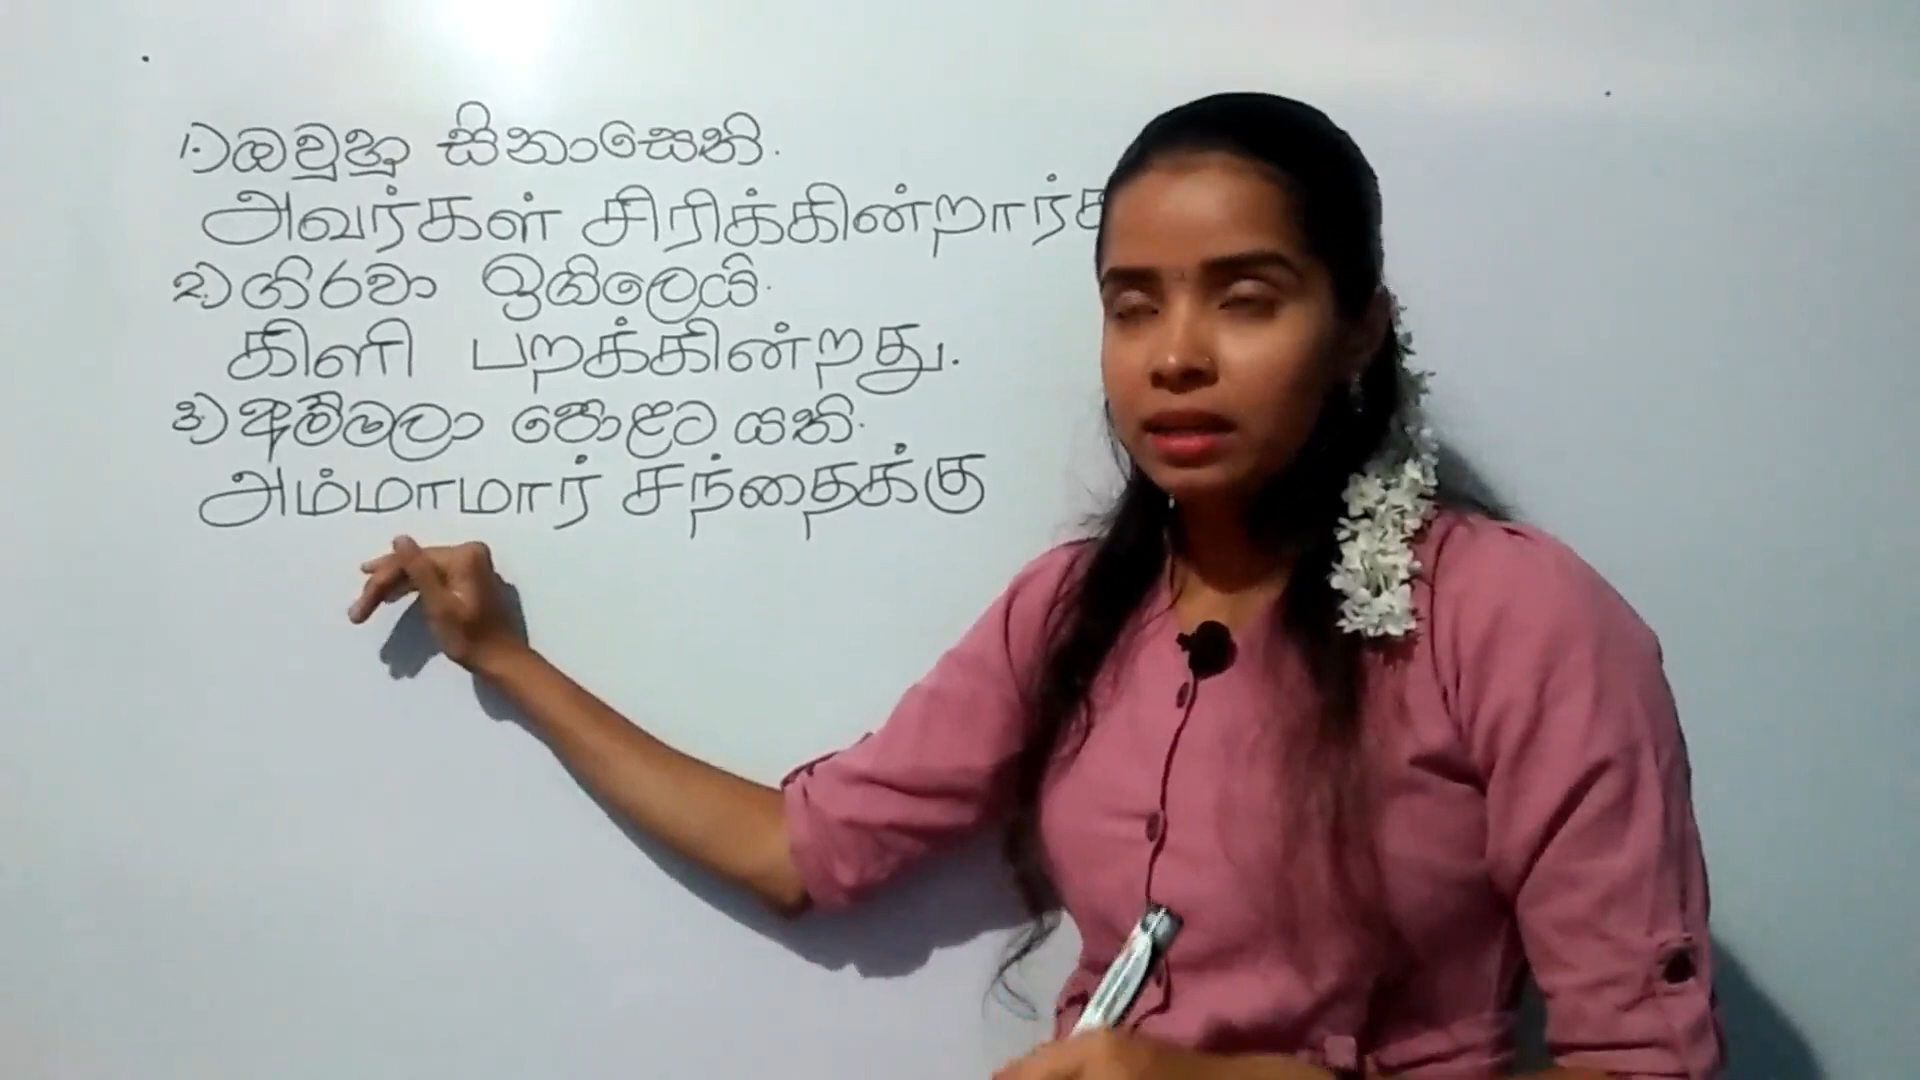 1) ඔවුහු සිනාසෙති.
அவர்கள் சிரிக்கின்றார்க
2) ගිරවා ඉගිලෙයි.
கிளி பறக்கின்றது.
3) අම්මලා පොළට යති.
அம்மாமார் சந்தைக்கு